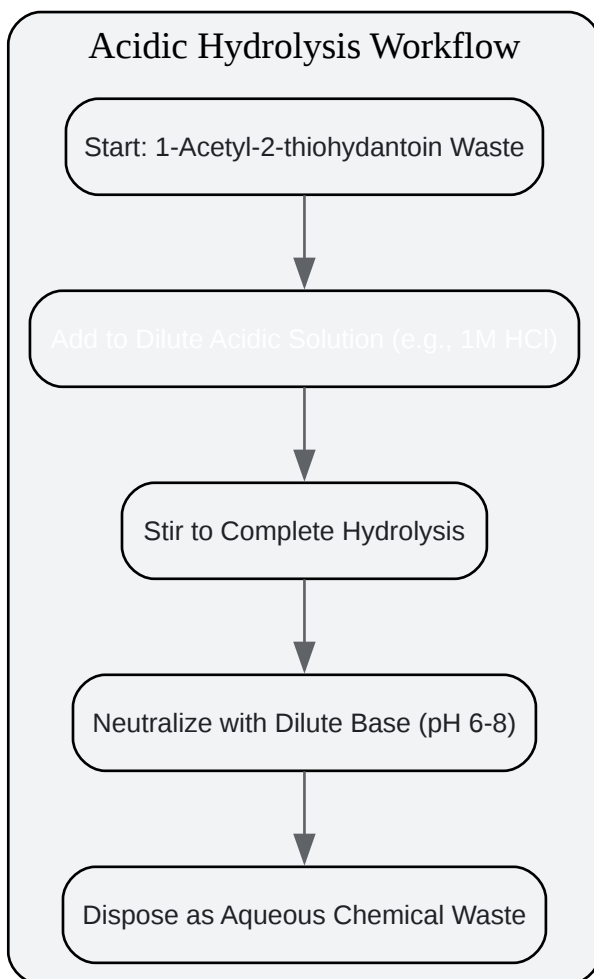 Acidic Hydrolysis Workflow
Start: 1-Acetyl-2-thiohydantoin Waste
Add to Dilute Acidic Solution (e.g., 1M HCl)
Stir to Complete Hydrolysis
Neutralize with Dilute Base (pH 6-8)
Dispose as Aqueous Chemical Waste